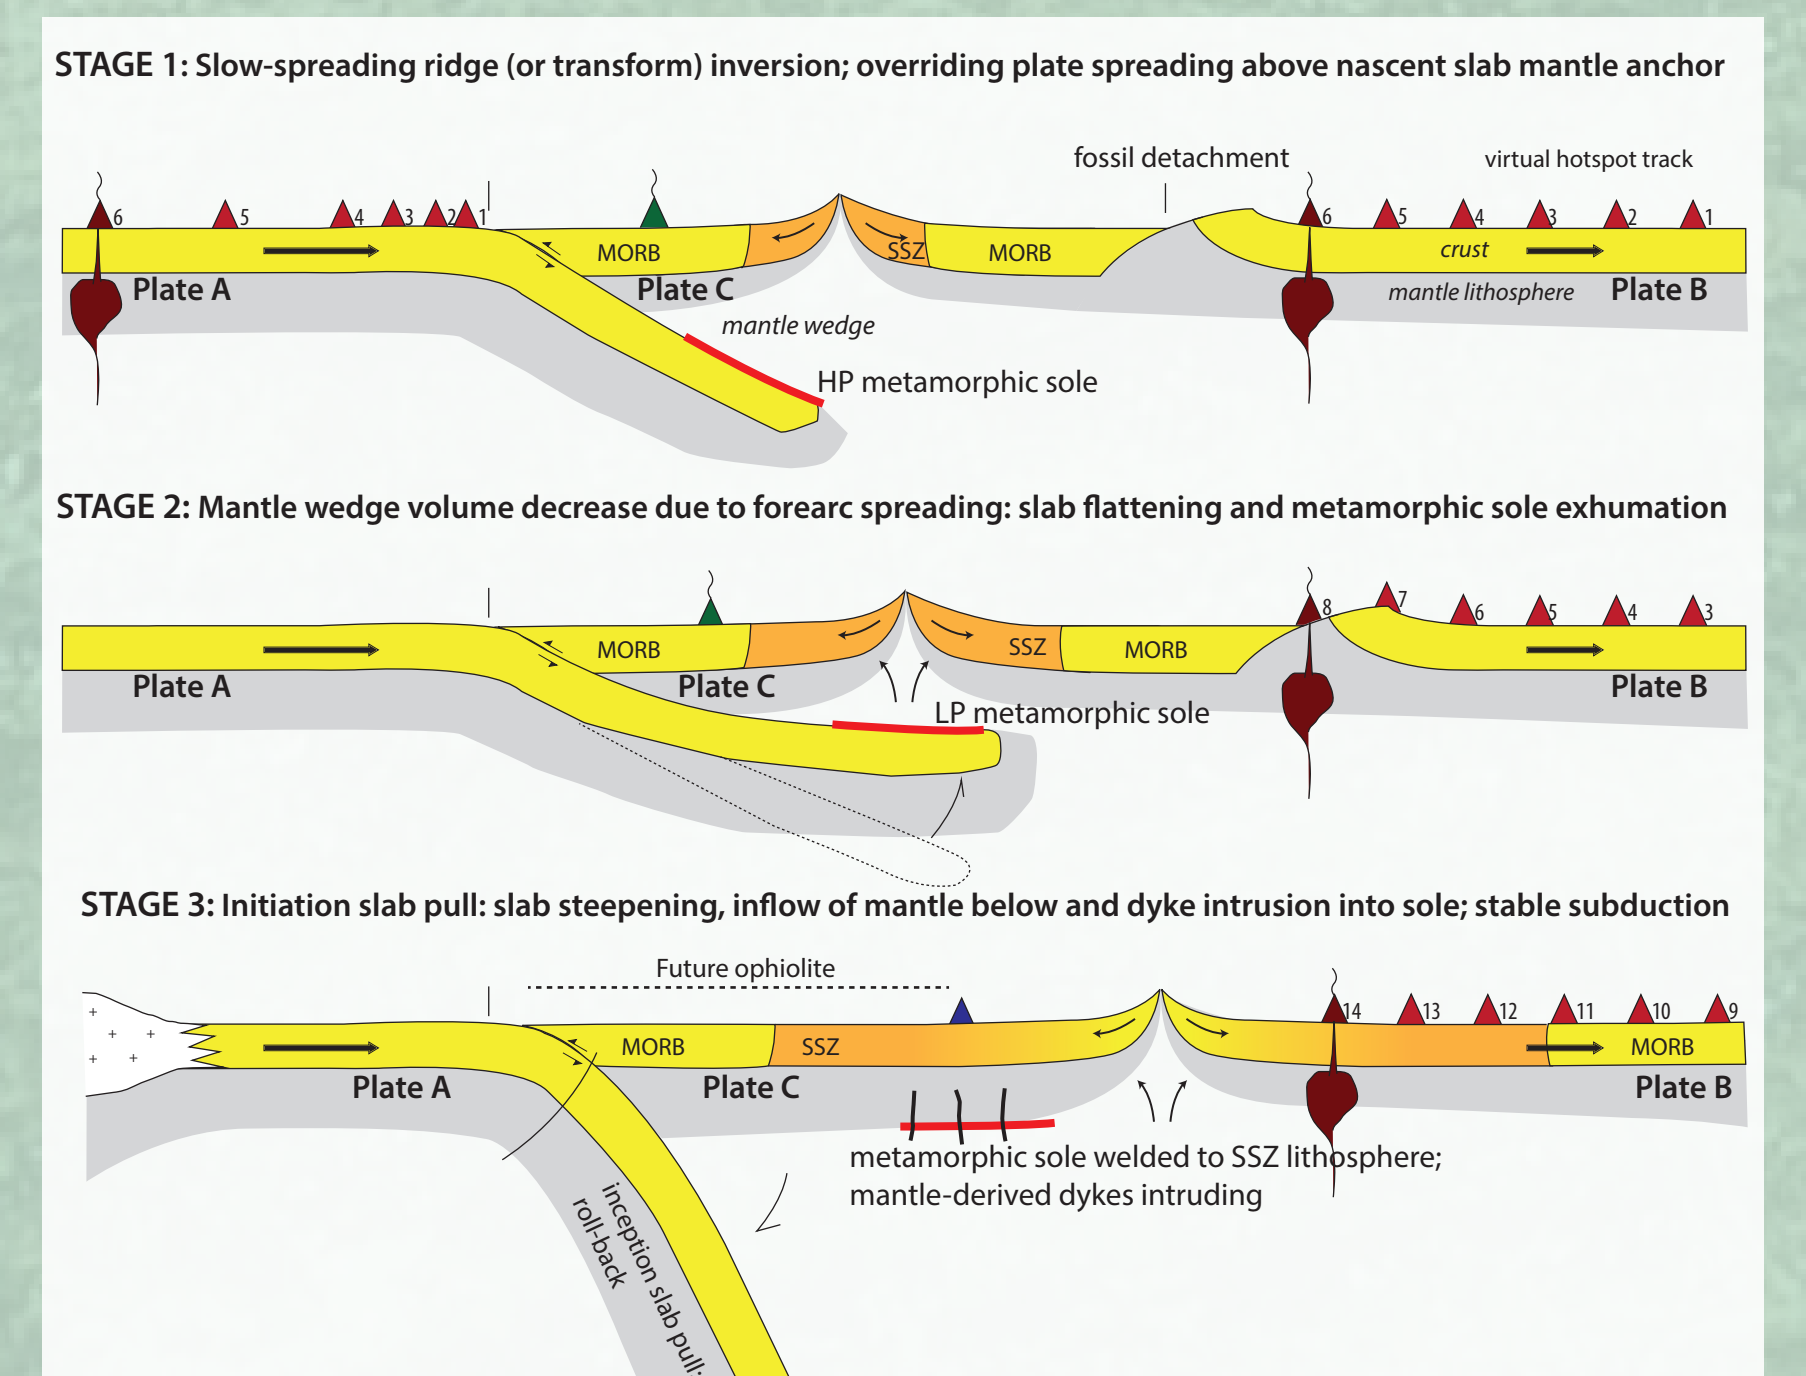 STAGE 1: Slow-spreading ridge (or transform) inversion; overriding plate spreading above nascent slab mantle anchor
fossil detachment
virtual hotspot track
6 5 4 3 2 1
6 5 4 3 2 1
MORB
SSZ
MORB
crust
Plate A
Plate C
mantle lithosphere
Plate B
mantle wedge
HP metamorphic sole
STAGE 2: Mantle wedge volume decrease due to forearc spreading: slab flattening and metamorphic sole exhumation
8 7 6 5 4 3
MORB
SSZ
MORB
Plate A
Plate C
Plate B
LP metamorphic sole
STAGE 3: Initiation slab pull: slab steepening, inflow of mantle below and dyke intrusion into sole; stable subduction
Future ophiolite
14 13 12 11 10 9
MORB
SSZ
MORB
Plate A
Plate C
Plate B
metamorphic sole welded to SSZ lithosphere;
mantle-derived dykes intruding
inception slab pull:
roll-back